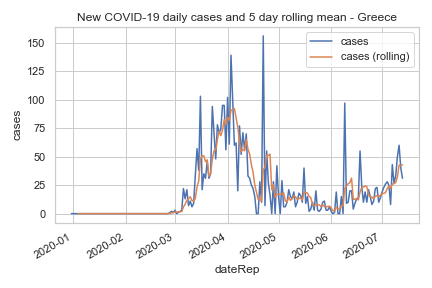 New COVID-19 daily cases and 5 day rolling mean - Greece
cases
cases (rolling)
150
125
100
75
50
25
0
cases
2020-01
2020-02
2020-03
2020-04
2020-05
2020-06
2020-07
dateRep